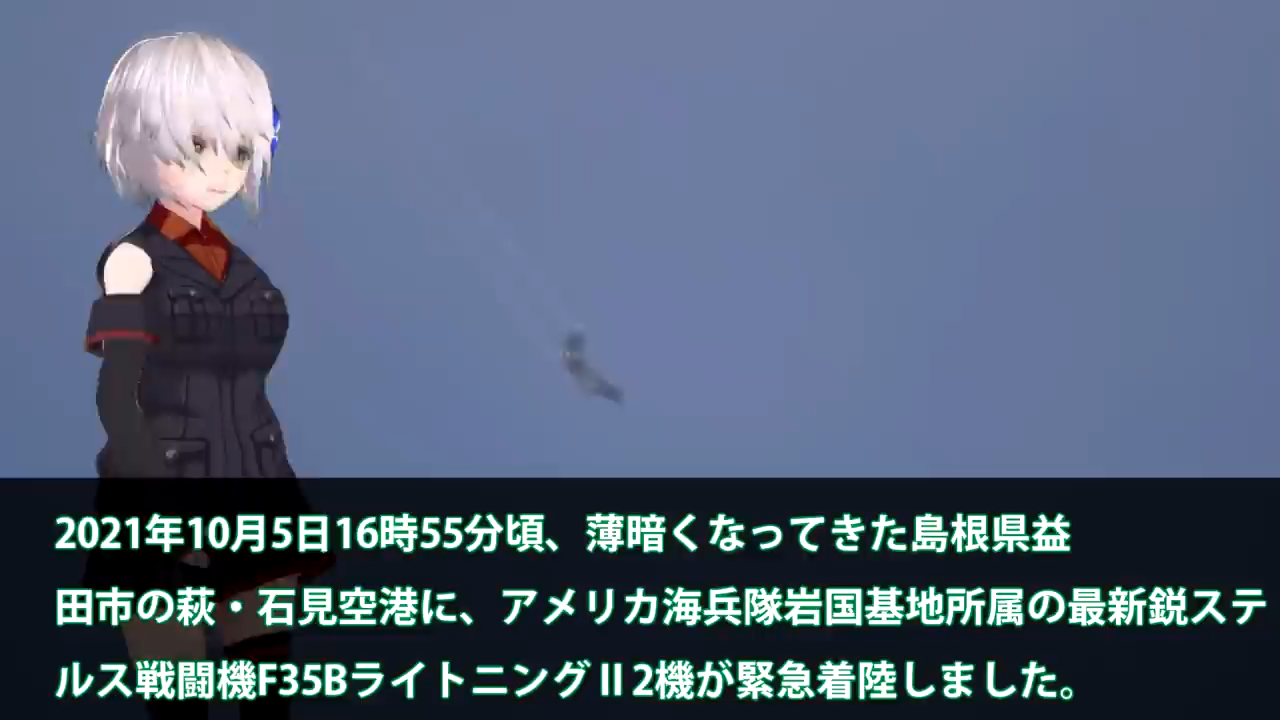 2021年10月5日16時55分頃、薄暗くなってきた島根県益
田市の萩・石見空港に、アメリカ海兵隊岩国基地所属の最新鋭ステ
ルス戦闘機F35BライトニングⅡ2機が緊急着陸しました。